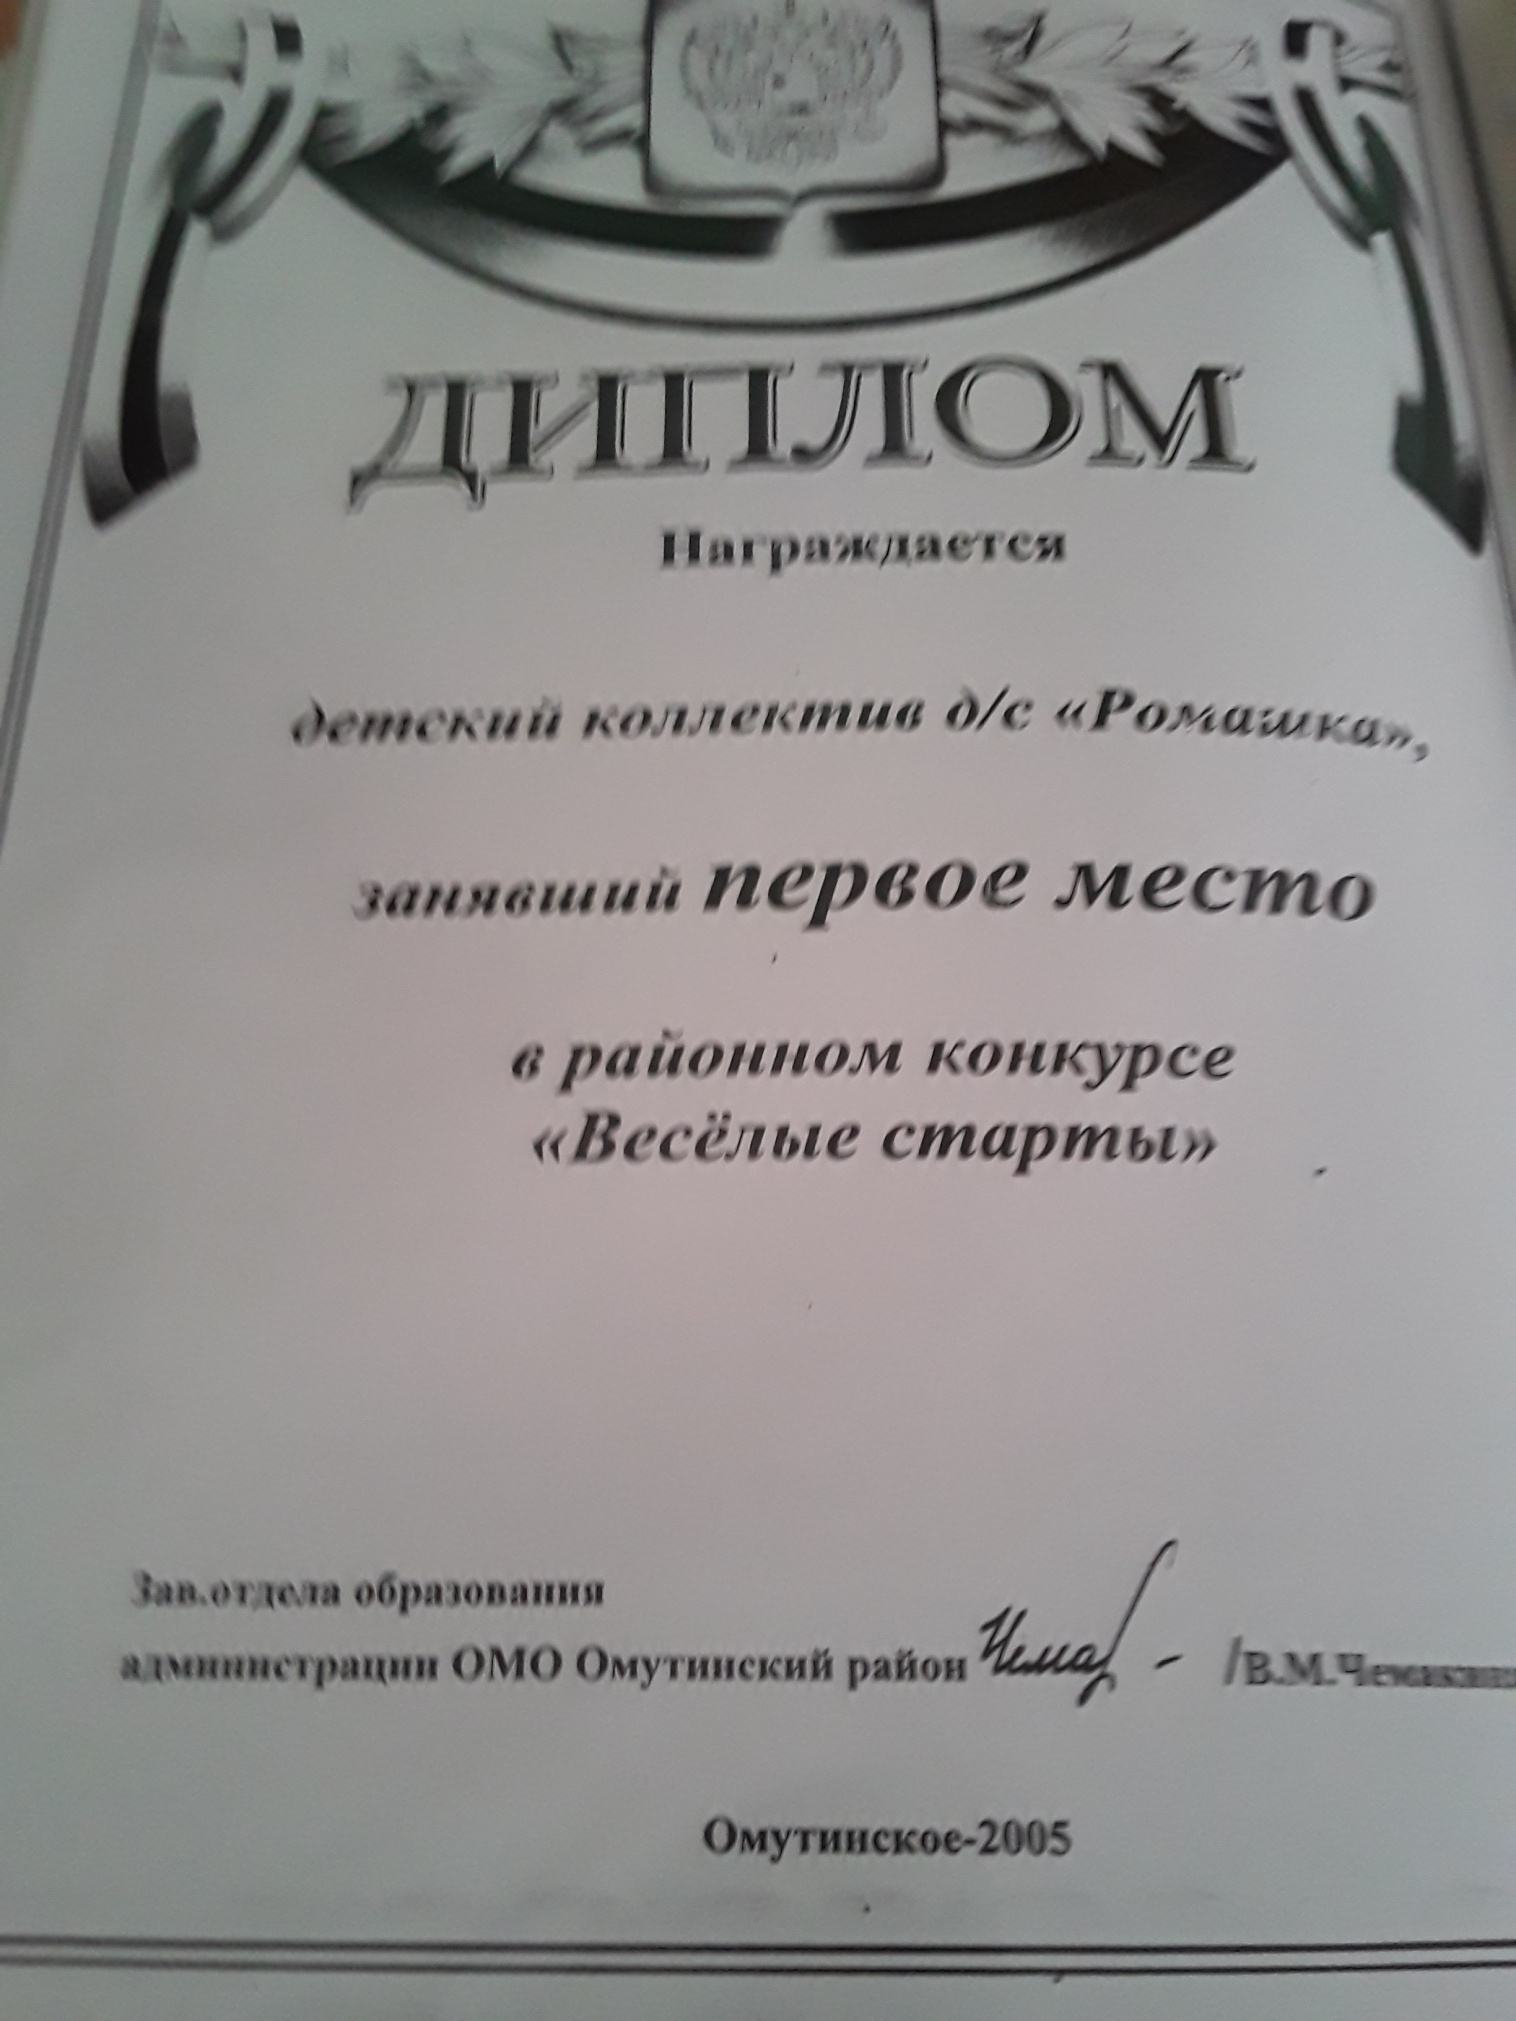 ДИПЛОМ
Награждается
детский коллектив д/с «Ромашка»,
занявший первое место
в районном конкурсе
«Весёлые старты»
Зав.отдела образования
администрации ОМО Омутинский район /В.М.
Омутинское-2005